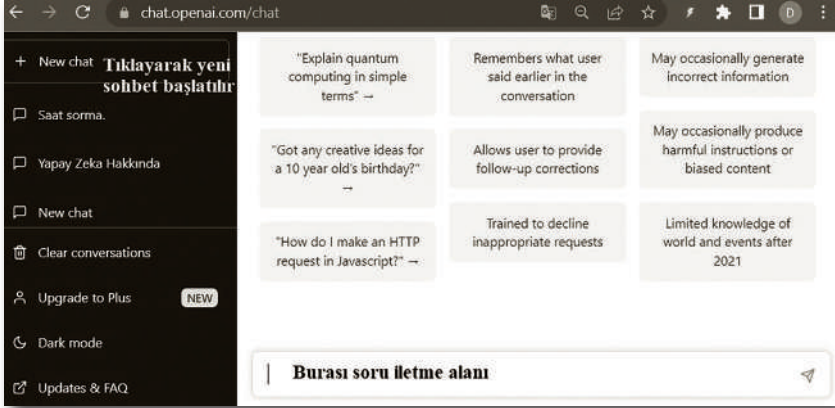 chat.openai.com/chat
D
+ New chat
Tıklayarak yeni
sohbet başlatılır
Saat sorma.
Yapay Zeka Hakkında
New chat
Clear conversations
Upgrade to Plus NEW
Dark mode
Updates & FAQ
"Explain quantum
computing in simple
terms" →
"Got any creative ideas for
a 10 year old's birthday?"
→
"How do I make an HTTP
request in Javascript?" →
Remembers what user
said earlier in the
conversation
Allows user to provide
follow-up corrections
Trained to decline
inappropriate requests
May occasionally generate
incorrect information
May occasionally produce
harmful instructions or
biased content
Limited knowledge of
world and events after
2021
Burası soru iletme alanı